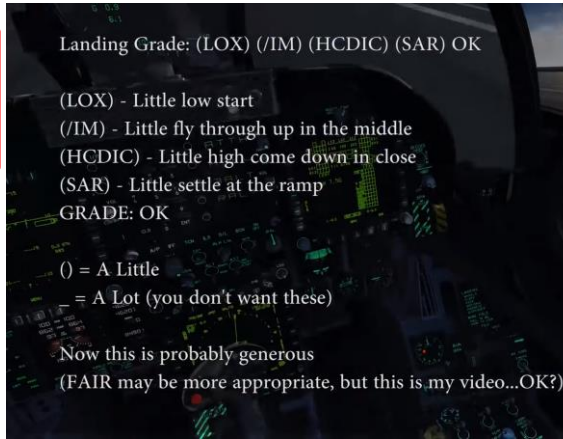 Landing Grade: (LOX) (/IM) (HCDIC) (SAR) OK
(LOX) - Little low start
(/IM) - Little fly through up in the middle
(HCDIC) - Little high come down in close
(SAR) - Little settle at the ramp
GRADE: OK
() = A Little
_ = A Lot (you don't want these)
Now this is probably generous
(FAIR may be more appropriate, but this is my video...OK?)